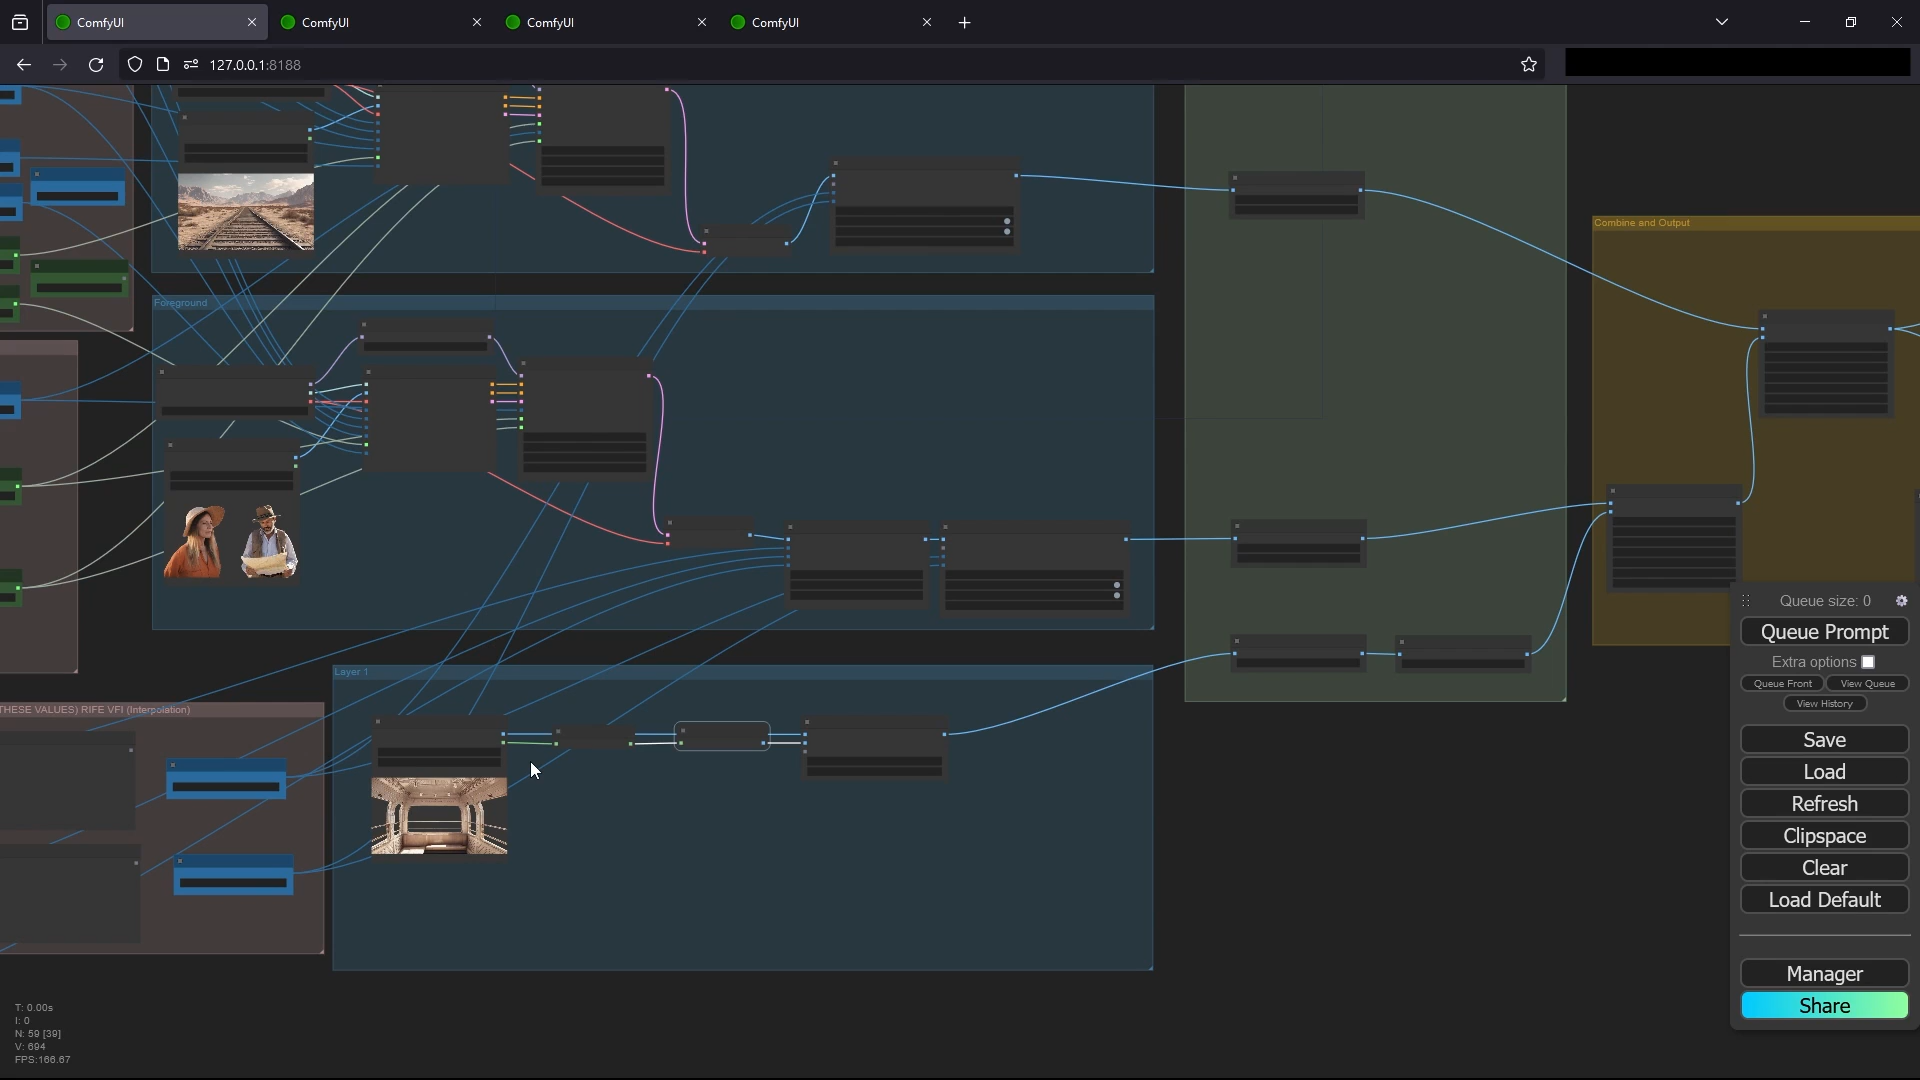 ComfyUI
ComfyUI
ComfyUI
ComfyUI
127.0.0.1:8188
Combine and Output
Foreground
Layer 1
THESE VALUES) RIFE VFI (Interpolation)
Queue size: 0
Queue Prompt
Extra options
Queue Front
View Queue
View History
Save
Load
Refresh
Clipspace
Clear
Load Default
Manager
Share
T: 0.00s
I: 0
N: 59 [39]
V: 694
FPS:166.67